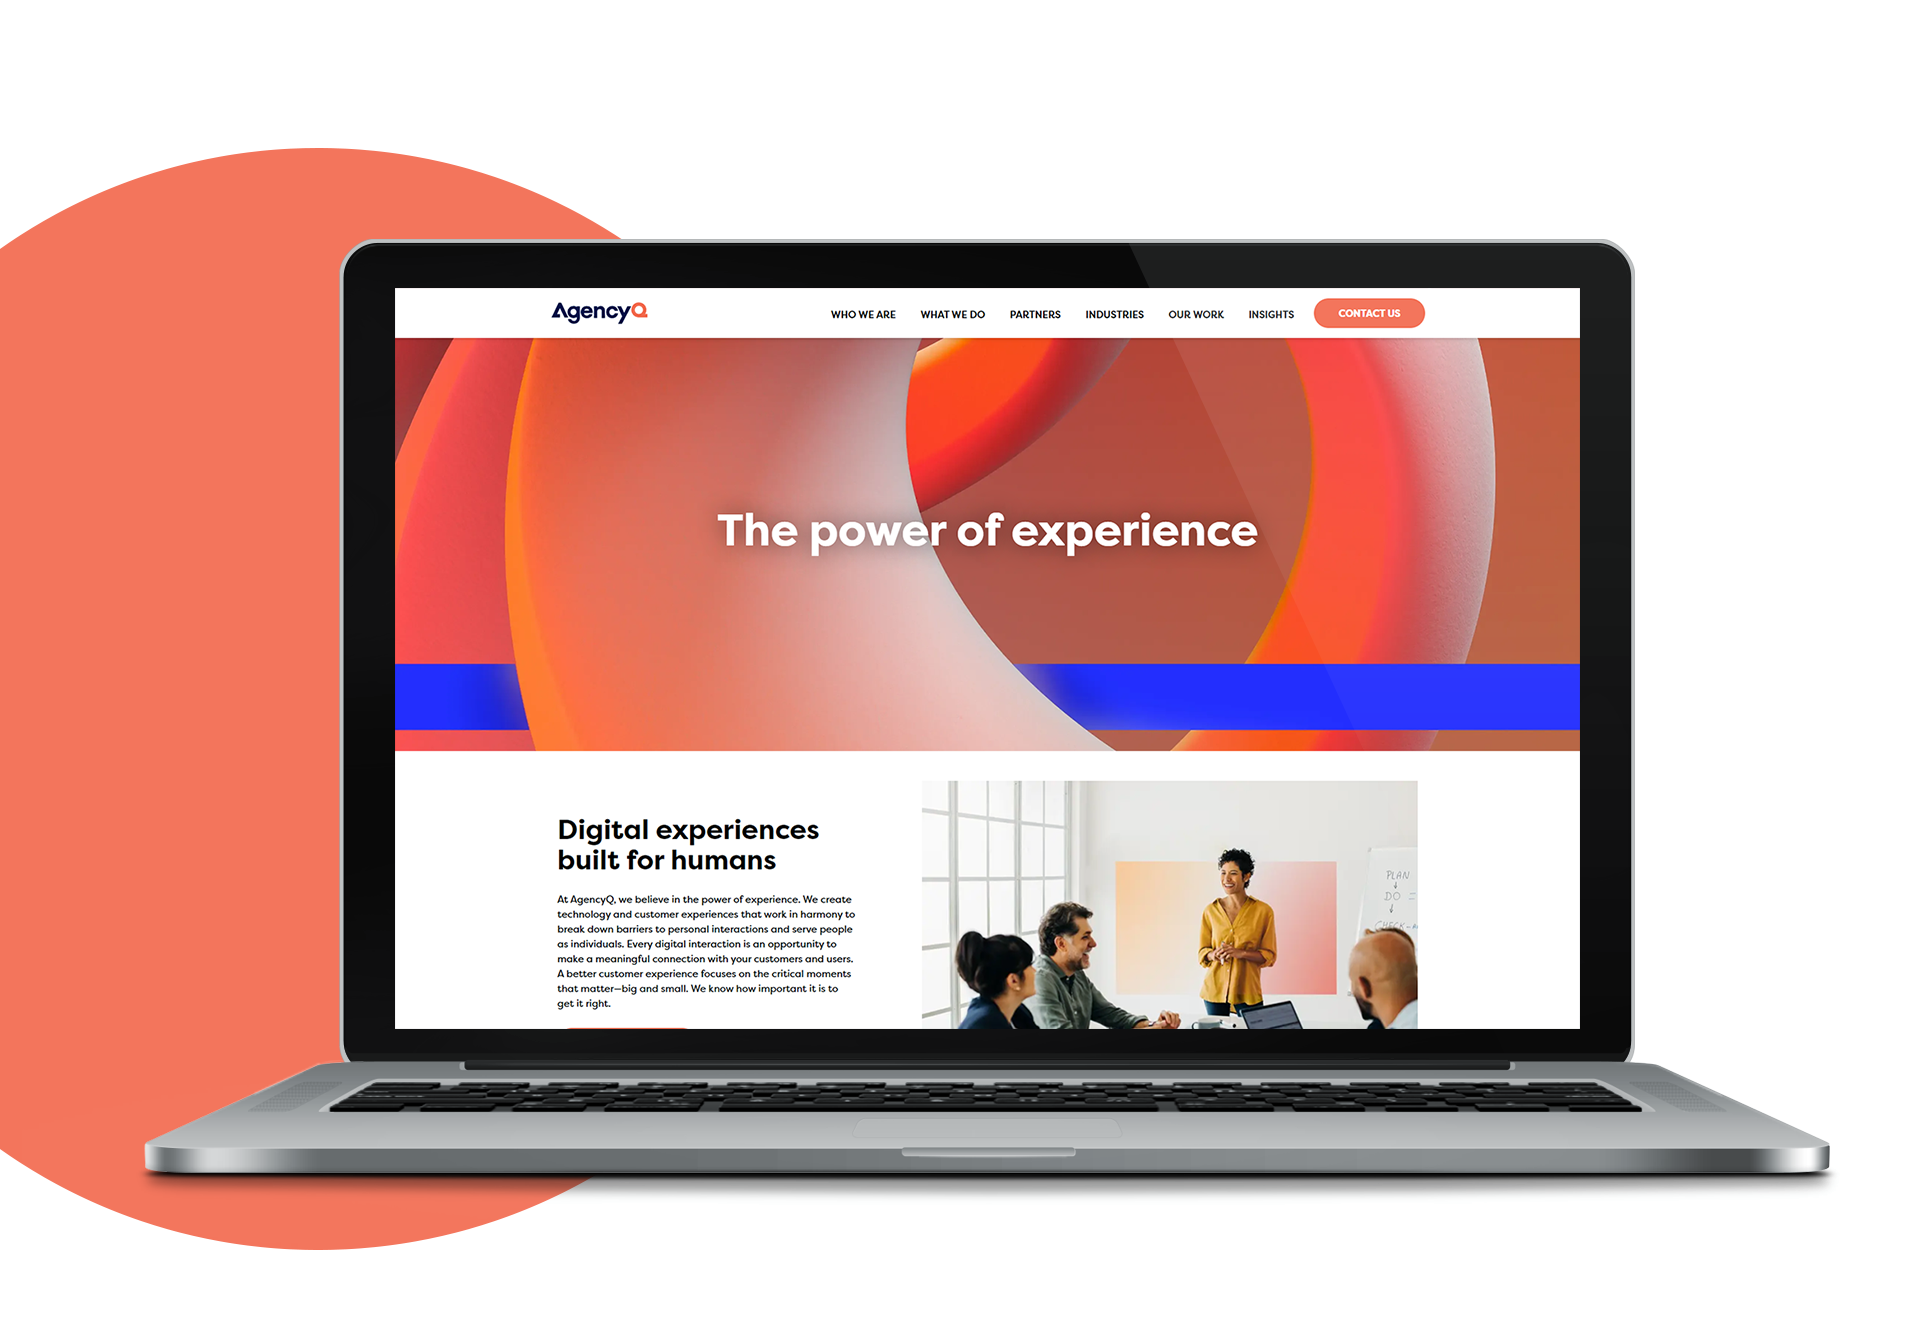 AgencyQ
WHO WE ARE
WHAT WE DO
PARTNERS
INDUSTRIES
OUR WORK
INSIGHTS
CONTACT US
The power of experience
Digital experiences
built for humans
At AgencyQ, we believe in the power of experience. We create
technology and customer experiences that work in harmony to
break down barriers to personal interactions and serve people
as individuals. Every digital interaction is an opportunity to
make a meaningful connection with your customers and users.
A better customer experience focuses on the critical moments
that matter—big and small. We know how important it is to
get it right.
PLAN
DO =
CHECK-A